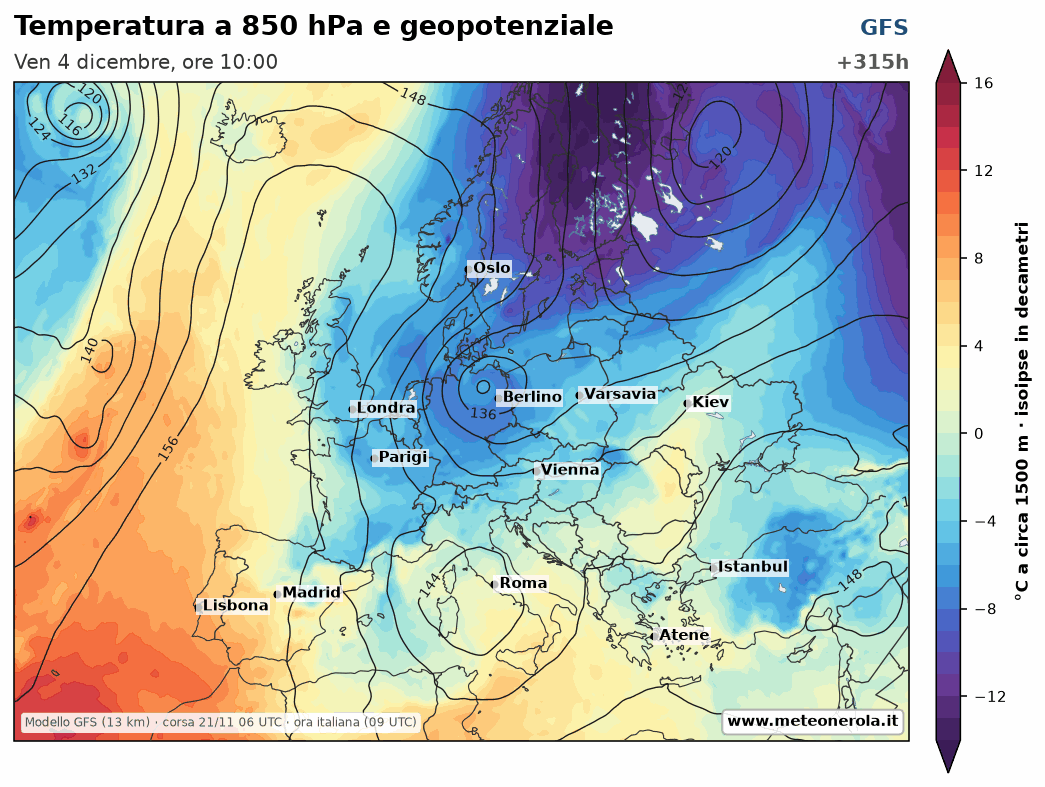 Temperatura a 850 hPa e geopotenziale
GFS
Ven 4 dicembre, ore 10:00
+315h
120
116
124
132
148
120
140
156
136
144
148
Oslo
Berlino
Varsavia
Kiev
Londra
Parigi
Vienna
Istanbul
Roma
Madrid
Lisbona
Atene
16
12
8
4
0
−4
−8
−12
°C a circa 1500 m · isoipse in decametri
Modello GFS (13 km) · corsa 21/11 06 UTC · ora italiana (09 UTC)
www.meteonerola.it